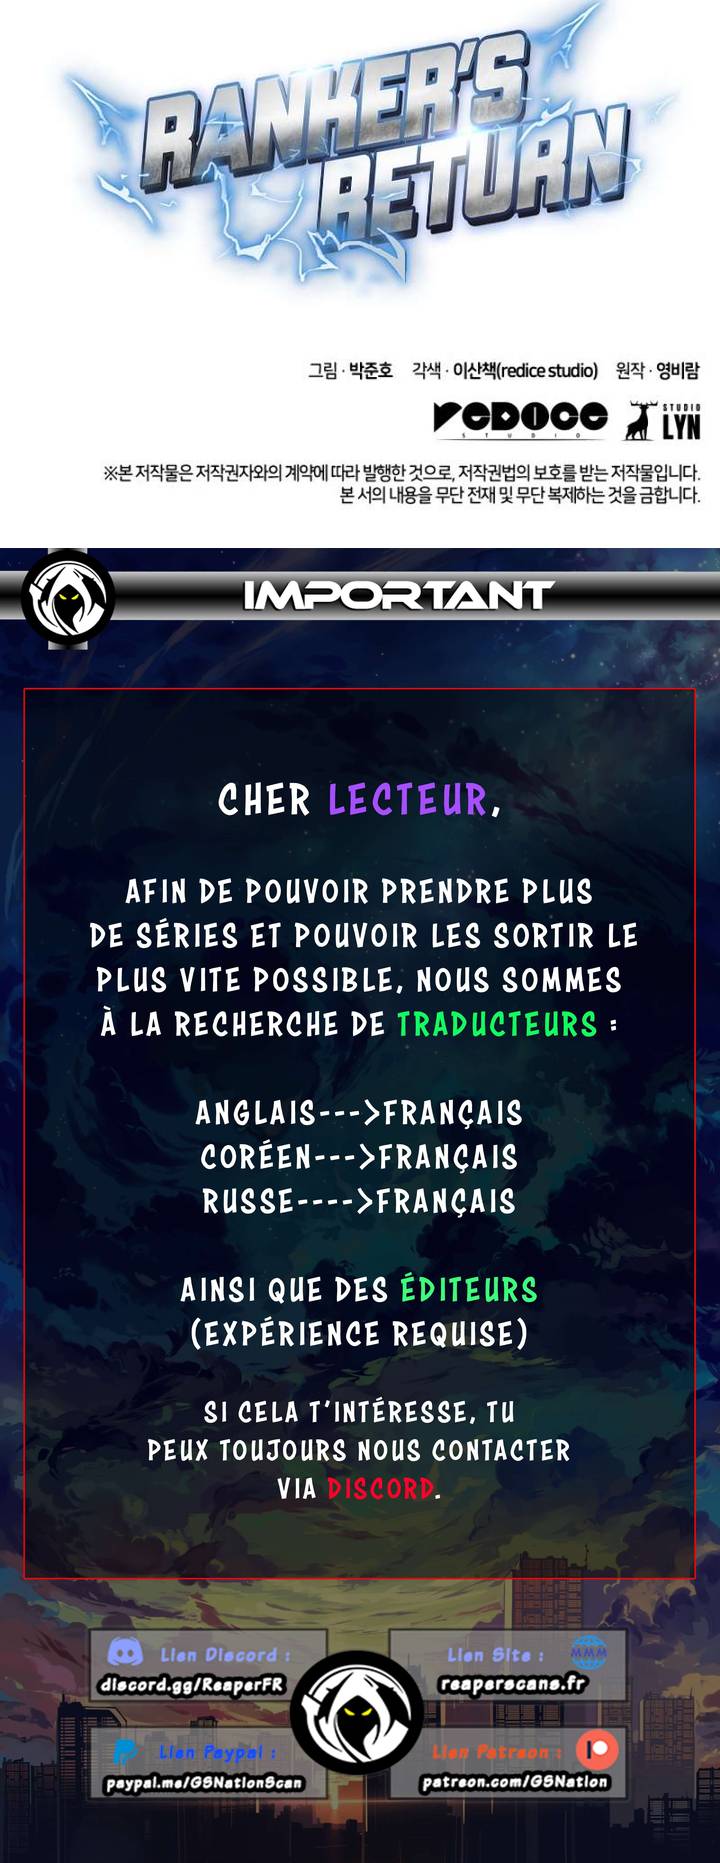 RANKER'S
RETURN
그림 · 박준호 각색 · 이산책(redice studio) 원작 · 영비람
REDICE
STUDIO
STUDIO
LYN
※본 저작물은 저작권자와의 계약에 따라 발행한 것으로, 저작권법의 보호를 받는 저작물입니다.
본 서의 내용을 무단 전재 및 무단 복제하는 것을 금합니다.
IMPORTANT
CHER LECTEUR,
AFIN DE POUVOIR PRENDRE PLUS
DE SÉRIES ET POUVOIR LES SORTIR LE
PLUS VITE POSSIBLE, NOUS SOMMES
À LA RECHERCHE DE TRADUCTEURS :
ANGLAIS--->FRANÇAIS
CORÉEN--->FRANÇAIS
RUSSE---->FRANÇAIS
AINSI QUE DES ÉDITEURS
(EXPÉRIENCE REQUISE)
SI CELA T'INTÉRESSE, TU
PEUX TOUJOURS NOUS CONTACTER
VIA DISCORD.
Lien Discord :
discord.gg/ReaperFR
Lien Site :
WWW
reaperscans.fr
Lien Paypal :
paypal.me/GSNationScan
Lien Patreon :
patreon.com/GSNation